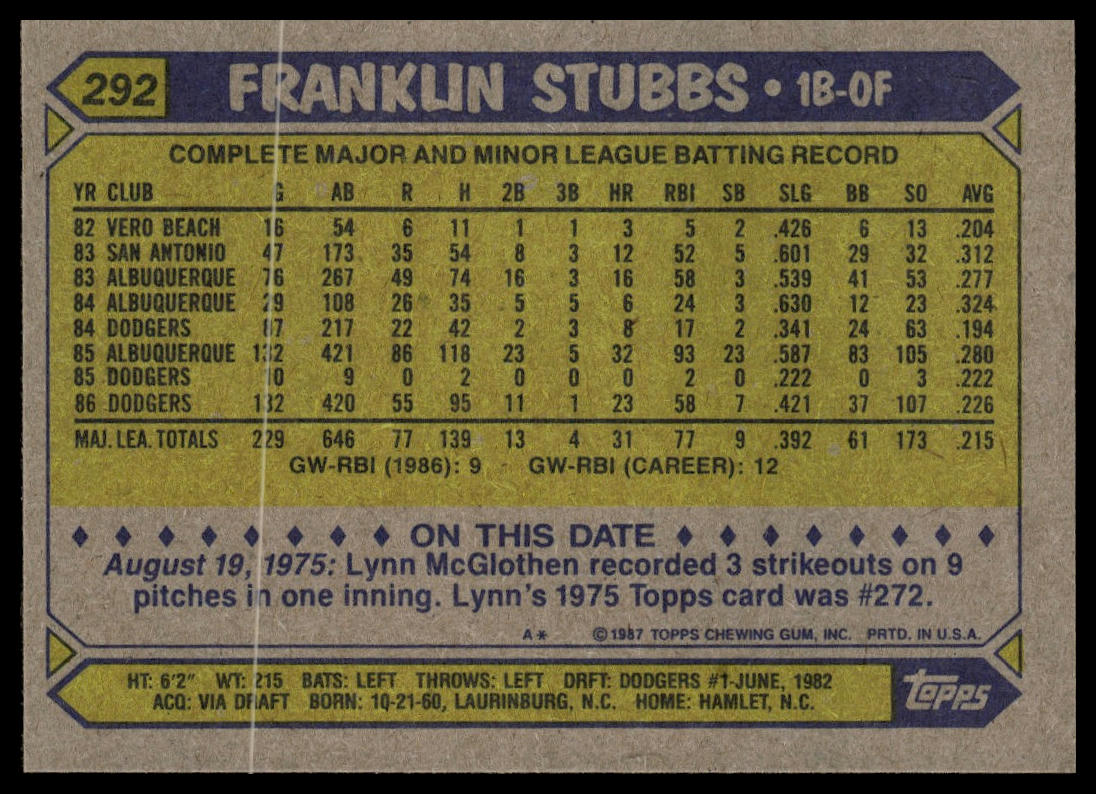 292 FRANKLIN STUBBS • 1B-OF
COMPLETE MAJOR AND MINOR LEAGUE BATTING RECORD
YR CLUB G AB R H 2B 3B HR RBI SB SLG BB SO AVG
82 VERO BEACH 16 54 6 11 1 1 3 5 2 .426 6 13 .204
83 SAN ANTONIO 47 173 35 54 8 3 12 52 5 .601 29 32 .312
83 ALBUQUERQUE 76 267 49 74 16 3 16 58 3 .539 41 53 .277
84 ALBUQUERQUE 29 108 26 35 5 5 6 24 3 .630 12 23 .324
84 DODGERS 87 217 22 42 2 3 8 17 2 .341 24 63 .194
85 ALBUQUERQUE 132 421 86 118 23 5 32 93 23 .587 83 105 .280
85 DODGERS 10 9 0 2 0 0 0 2 0 .222 0 3 .222
86 DODGERS 132 420 55 95 11 1 23 58 7 .421 37 107 .226
MAJ. LEA. TOTALS 229 646 77 139 13 4 31 77 9 .392 61 173 .215
GW-RBI (1986): 9 GW-RBI (CAREER): 12
ON THIS DATE
August 19, 1975: Lynn McGlothen recorded 3 strikeouts on 9
pitches in one inning. Lynn's 1975 Topps card was #272.
A* ©1987 TOPPS CHEWING GUM, INC. PRTD. IN U.S.A.
HT: 6'2" WT: 215 BATS: LEFT THROWS: LEFT DRFT: DODGERS #1-JUNE, 1982
ACQ: VIA DRAFT BORN: 10-21-60, LAURINBURG, N.C. HOME: HAMLET, N.C.
topps